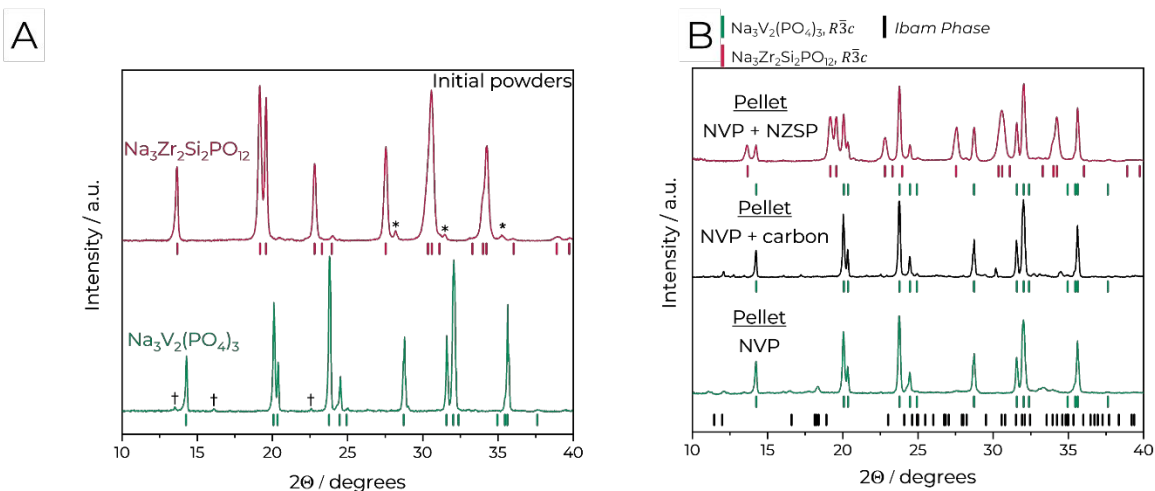 A
Initial powders
Na₃Zr₂Si₂PO₁₂
*
*
*
Na₃V₂(PO₄)₃
†
†
†
Intensity / a.u.
10 15 20 25 30 35 40
2Θ / degrees
B
Na₃V₂(PO₄)₃, R3̅c
Ibam Phase
Na₃Zr₂Si₂PO₁₂, R3̅c
Pellet
NVP + NZSP
Pellet
NVP + carbon
Pellet
NVP
Intensity / a.u.
10 15 20 25 30 35 40
2Θ / degrees